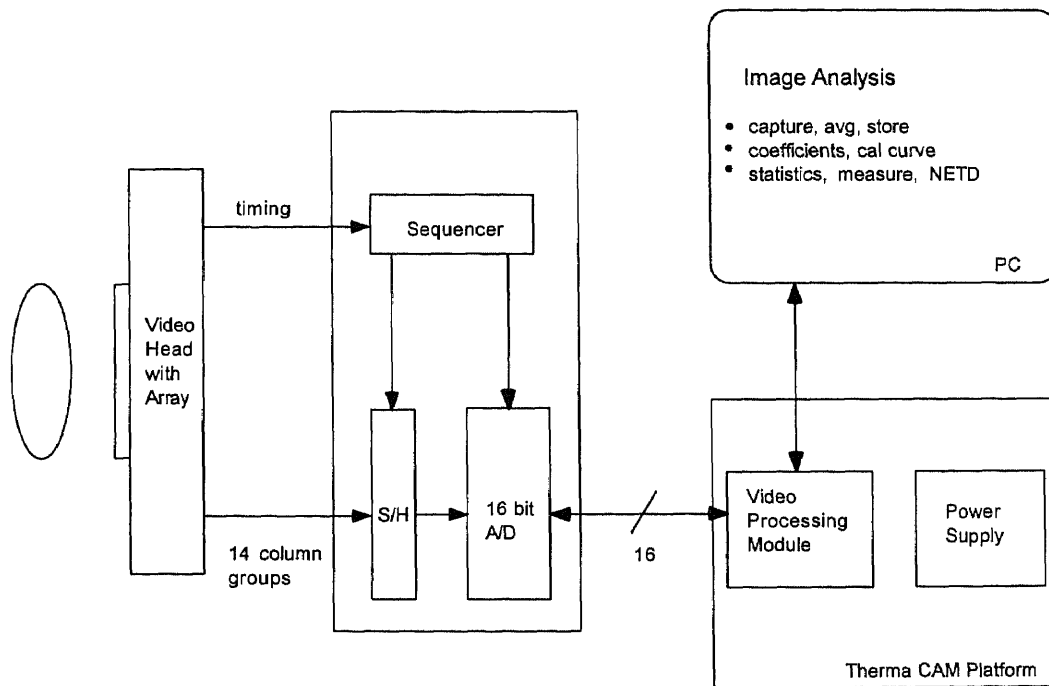 Image Analysis
• capture, avg, store
• coefficients, cal curve
• statistics, measure, NETD
PC
timing
Sequencer
Video
Head
with
Array
S/H
16 bit
A/D
14 column
groups
16
Video
Processing
Module
Power
Supply
Therma CAM Platform